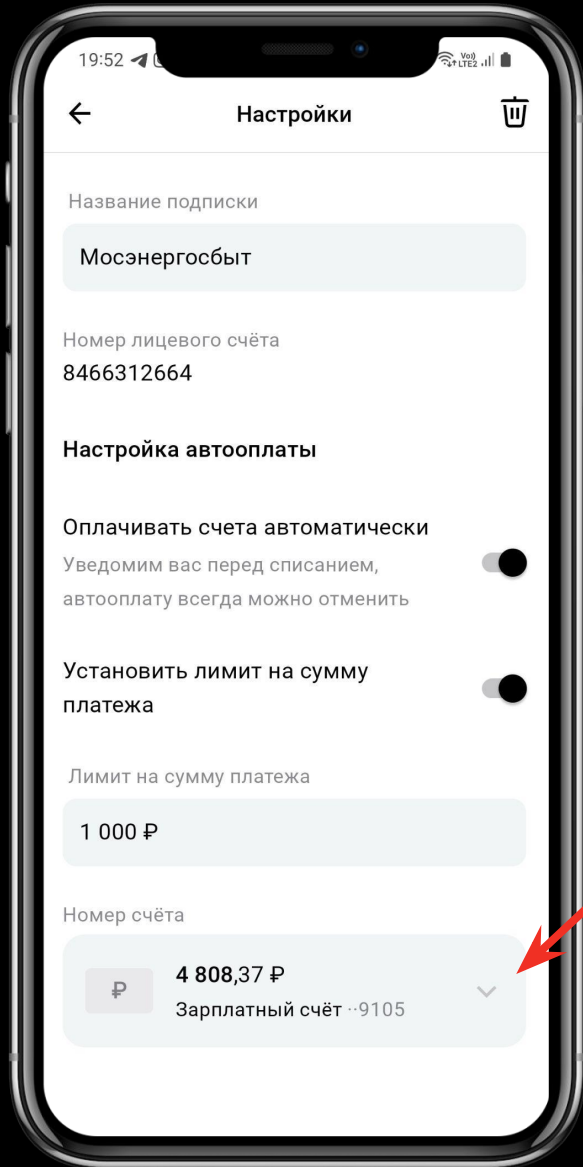 19:52
Vo)) LTE2
Настройки
Название подписки
Мосэнергосбыт
Номер лицевого счёта
8466312664
Настройка автооплаты
Оплачивать счета автоматически
Уведомим вас перед списанием,
автооплату всегда можно отменить
Установить лимит на сумму
платежа
Лимит на сумму платежа
1 000 ₽
Номер счёта
₽
4 808,37 ₽
Зарплатный счёт ··9105